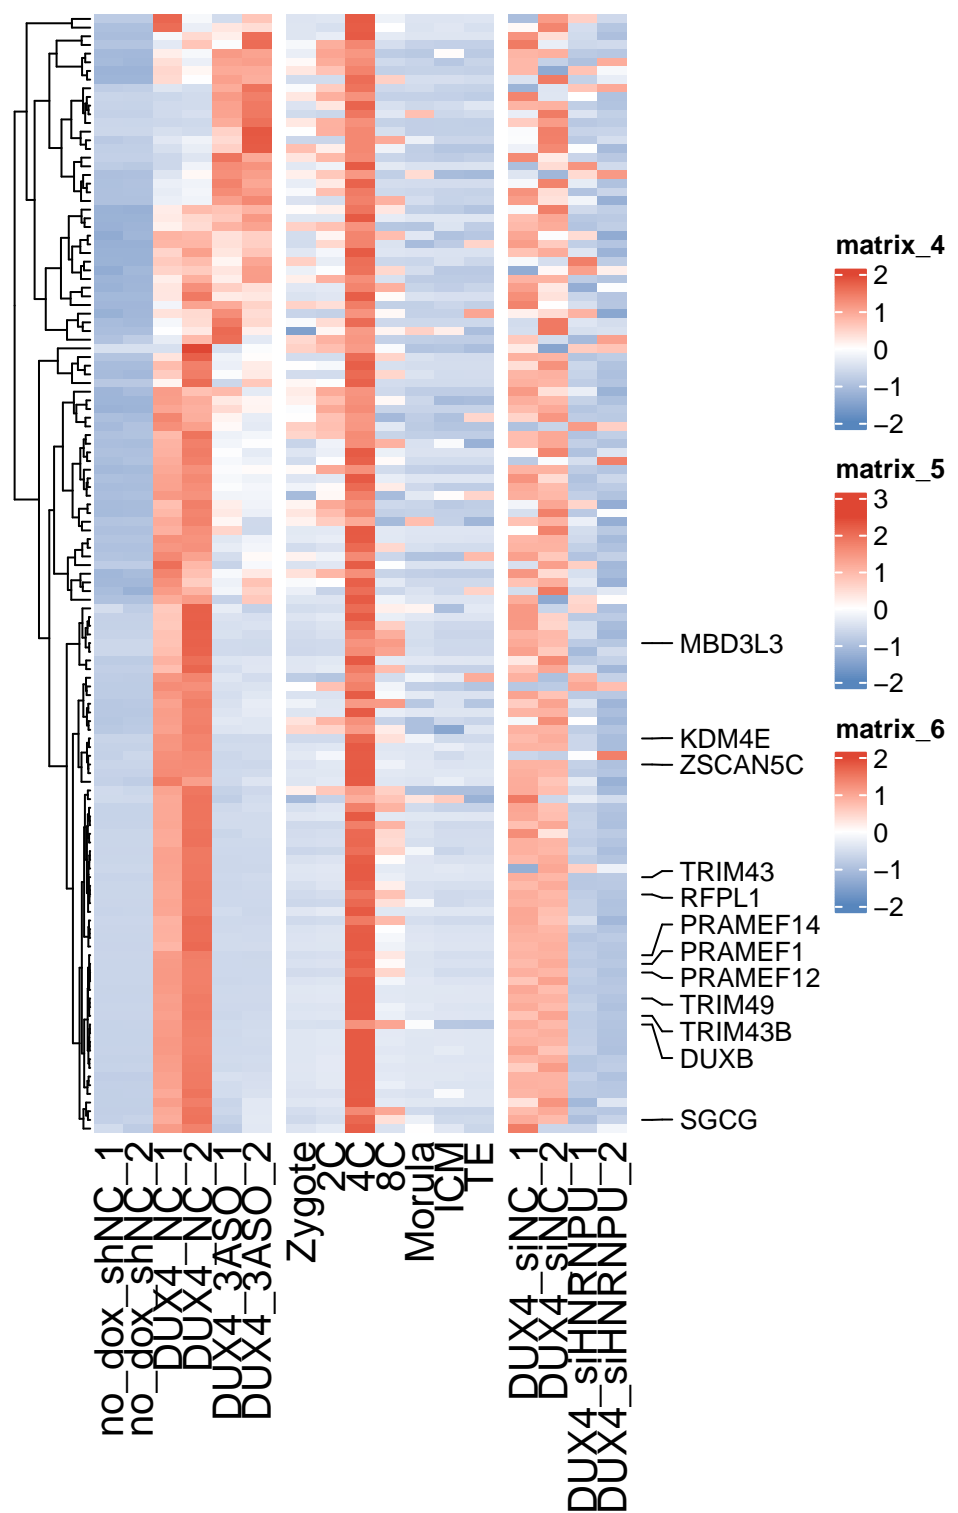 matrix_4
2
1
0
−1
−2
matrix_5
3
2
1
0
−1
−2
matrix_6
2
1
0
−1
−2
MBD3L3
KDM4E
ZSCAN5C
TRIM43
RFPL1
PRAMEF14
PRAMEF1
PRAMEF12
TRIM49
TRIM43B
DUXB
SGCG
no_dox_shNC_1
no_dox_shNC_2
DUX4_NC_1
DUX4_NC_2
DUX4_3ASO_1
DUX4_3ASO_2
Zygote
2C
4C
8C
Morula
ICM
TE
DUX4_siNC_1
DUX4_siNC_2
DUX4_siHNRNPU_1
DUX4_siHNRNPU_2